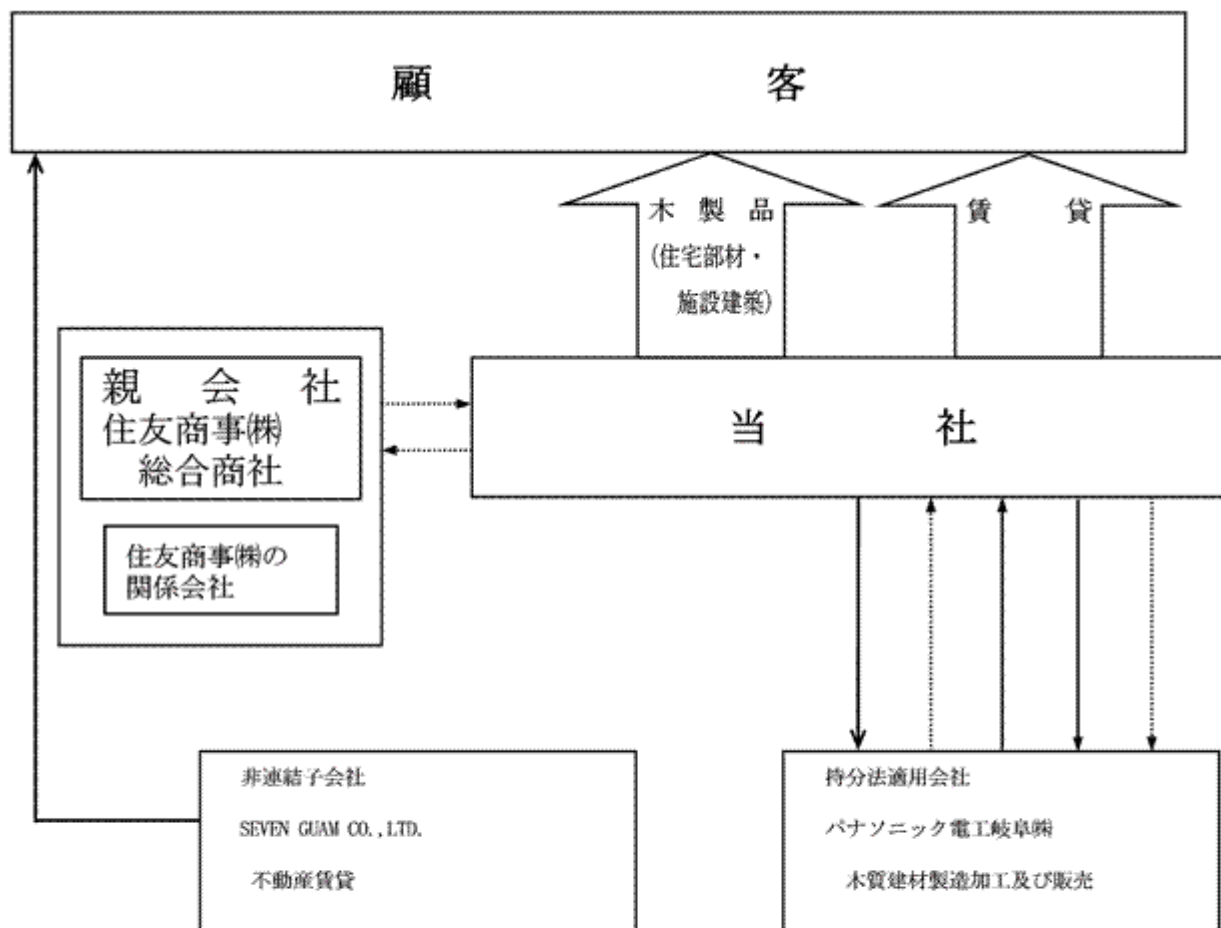 顧客
木製品
(住宅部材・
施設建築)
賃貸
親会社
住友商事㈱
総合商社
住友商事㈱の
関係会社
当社
非連結子会社
SEVEN GUAM CO.,LTD.
不動産賃貸
持分法適用会社
パナソニック電工岐阜㈱
木質建材製造加工及び販売